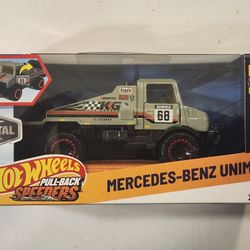 TAL
KG
68
HOT WHEELS
PULL-BACK
SPEEDERS
MERCEDES-BENZ UNIM